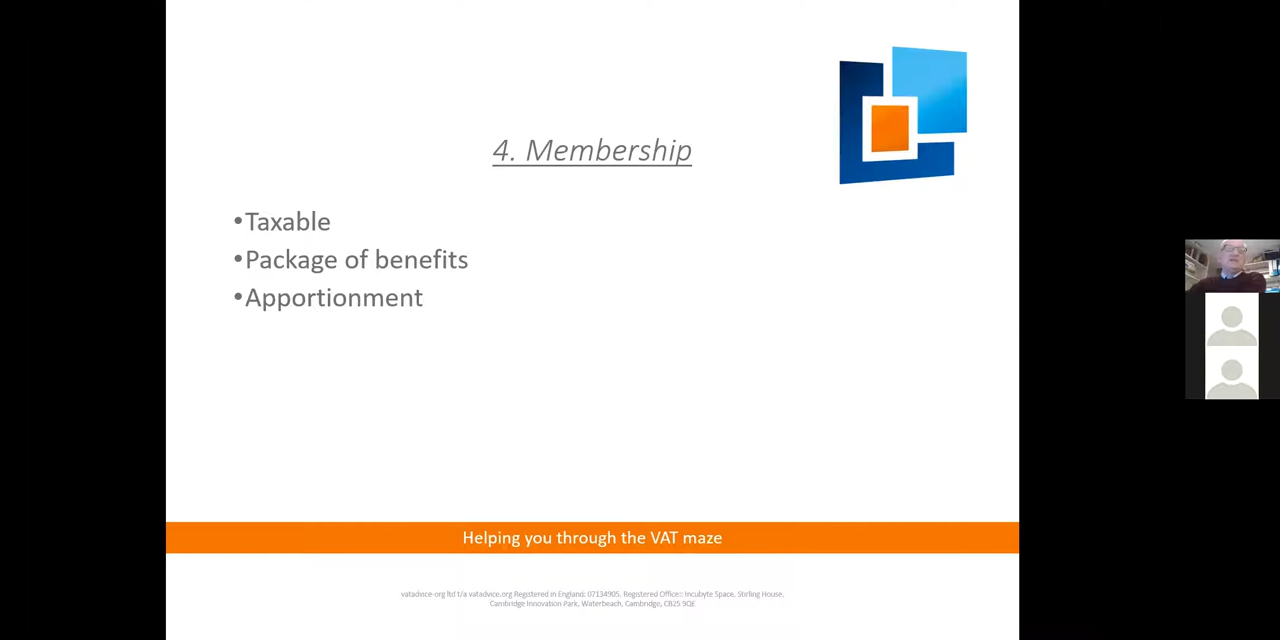 4. Membership
•Taxable
•Package of benefits
•Apportionment
Helping you through the VAT maze
vatadvice-org ltd t/a vatadvice.org Registered in England: 07134905. Registered Office:: Incubyte Space, Stirling House,
Cambridge Innovation Park, Waterbeach, Cambridge, CB25 9QE